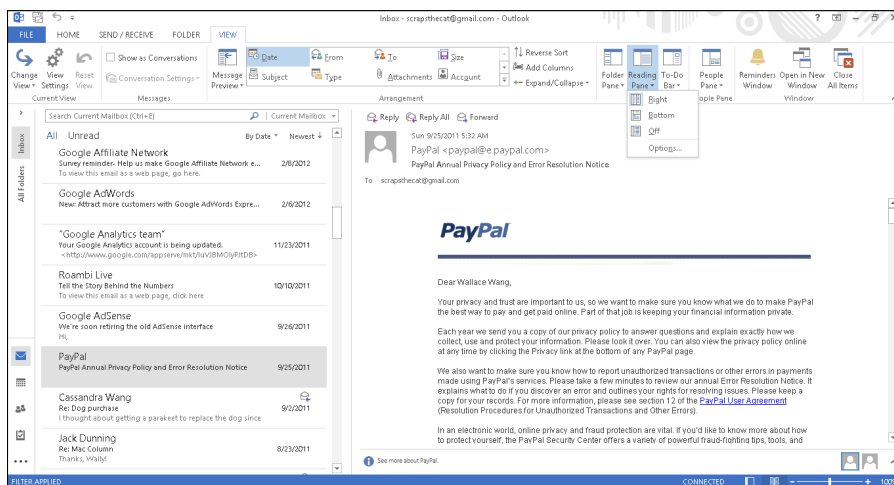 Inbox - scrapsthecat@gmail.com - Outlook
FILE HOME SEND / RECEIVE FOLDER VIEW
Change View
View Settings
Reset View
Current View
Show as Conversations
Conversation Settings
Messages
Message Preview
Date From To Size
Subject Type Attachments Account
Reverse Sort
Add Columns
Expand/Collapse
Arrangement
Folder Pane
Reading Pane
To-Do Bar
People Pane
ople Pane
Reminders Window
Open in New Window
Close All Items
Window
Right
Bottom
Off
Options...
Inbox
All Folders
Search Current Mailbox (Ctrl+E) Current Mailbox
All Unread By Date Newest ↓
Google Affiliate Network
Survey reminder- Help us make Google Affiliate Network e... 2/8/2012
To view this email as a web page, go here.
Google AdWords
New: Attract more customers with Google AdWords Expre... 2/6/2012
"Google Analytics team"
Your Google Analytics account is being updated. 11/23/2011
<http://www.google.com/appserve/mkt/IuVJBMOlyPJtDB>
Roambi Live
Tell the Story Behind the Numbers 10/10/2011
To view this email as a web page, click here
Google AdSense
We're soon retiring the old AdSense interface 9/26/2011
Hi,
PayPal
PayPal Annual Privacy Policy and Error Resolution Notice 9/25/2011
Cassandra Wang
Re: Dog purchase 9/2/2011
I thought about getting a parakeet to replace the dog since
Jack Dunning
Re: Mac Column 8/23/2011
Thanks, Wally!
Reply Reply All Forward
Sun 9/25/2011 5:32 AM
PayPal <paypal@e.paypal.com>
PayPal Annual Privacy Policy and Error Resolution Notice
To scrapsthecat@gmail.com
PayPal
Dear Wallace Wang,
Your privacy and trust are important to us, so we want to make sure you know what we do to make PayPal
the best way to pay and get paid online. Part of that job is keeping your financial information private.
Each year we send you a copy of our privacy policy to answer questions and explain exactly how we
collect, use and protect your information. Please look it over. You can also view the privacy policy online
at any time by clicking the Privacy link at the bottom of any PayPal page.
We also want to make sure you know how to report unauthorized transactions or other errors in payments
made using PayPal's services. Please take a few minutes to review our annual Error Resolution Notice. It
explains what to do if you discover an error and outlines your rights for resolving issues. Please keep a
copy for your records. For more information, please see section 12 of the PayPal User Agreement
(Resolution Procedures for Unauthorized Transactions and Other Errors).
In an electronic world, online privacy and fraud protection are vital. If you'd like to know more about how
to protect yourself, the PayPal Security Center offers a variety of powerful fraud-fighting tips, tools, and
See more about PayPal.
FILTER APPLIED CONNECTED